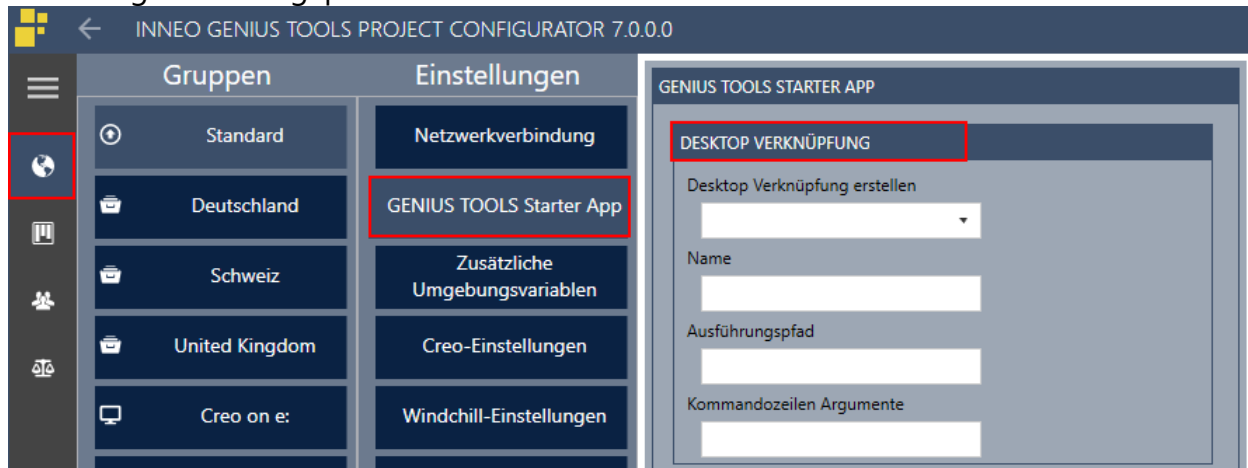 INNEO GENIUS TOOLS PROJECT CONFIGURATOR 7.0.0.0
Gruppen
Einstellungen
Standard
Deutschland
Schweiz
United Kingdom
Creo on e:
Netzwerkverbindung
GENIUS TOOLS Starter App
Zusätzliche
Umgebungsvariablen
Creo-Einstellungen
Windchill-Einstellungen
GENIUS TOOLS STARTER APP
DESKTOP VERKNÜPFUNG
Desktop Verknüpfung erstellen
Name
Ausführungspfad
Kommandozeilen Argumente